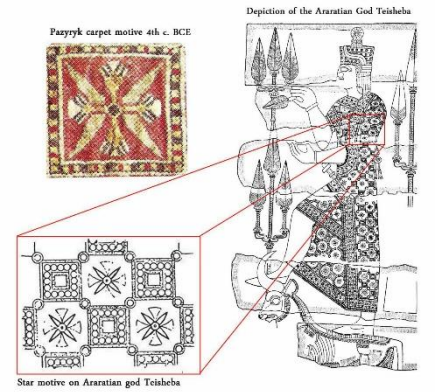 Depiction of the Araratian God Teisheba
Pazyryk carpet motive 4th c. BCE
Star motive on Araratian god Teisheba